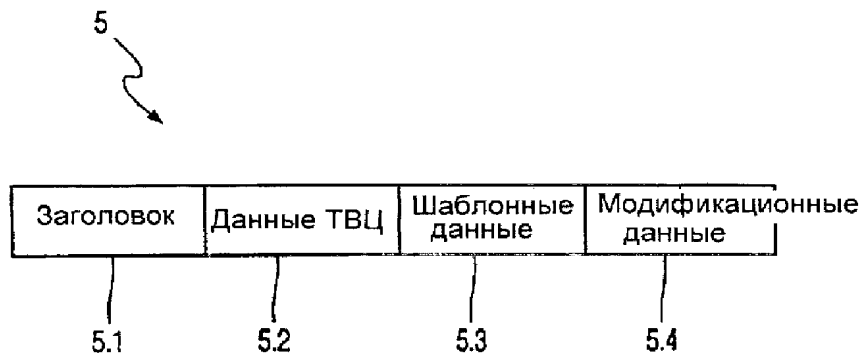 5
Заголовок
Данные ТВЦ
Шаблонные
данные
Модификационные
данные
5.1
5.2
5.3
5.4